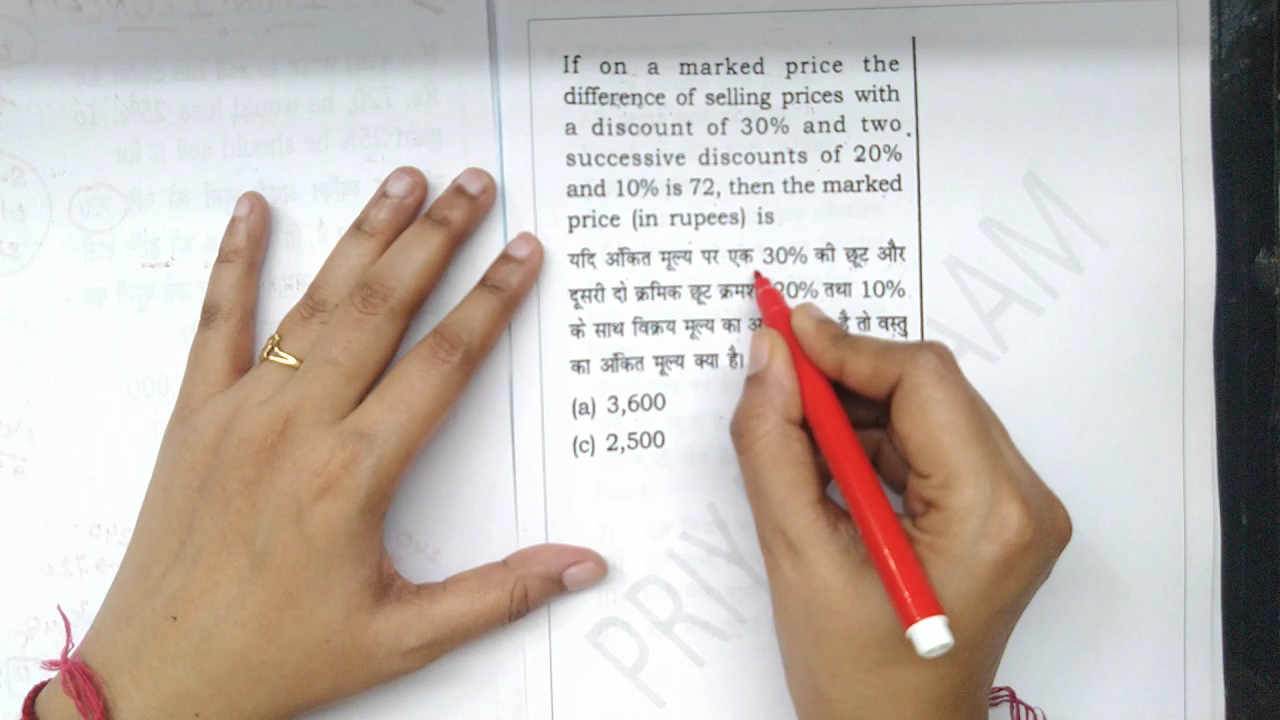 If on a marked price the
difference of selling prices with
a discount of 30% and two
successive discounts of 20%
and 10% is 72, then the marked
price (in rupees) is
यदि अंकित मूल्य पर एक 30% की छूट और
दूसरी दो क्रमिक छूट 20% तथा 10%
के साथ विक्रय मूल्य का है तो वस्तु
का अंकित मूल्य क्या है।
(a) 3,600
(c) 2,500